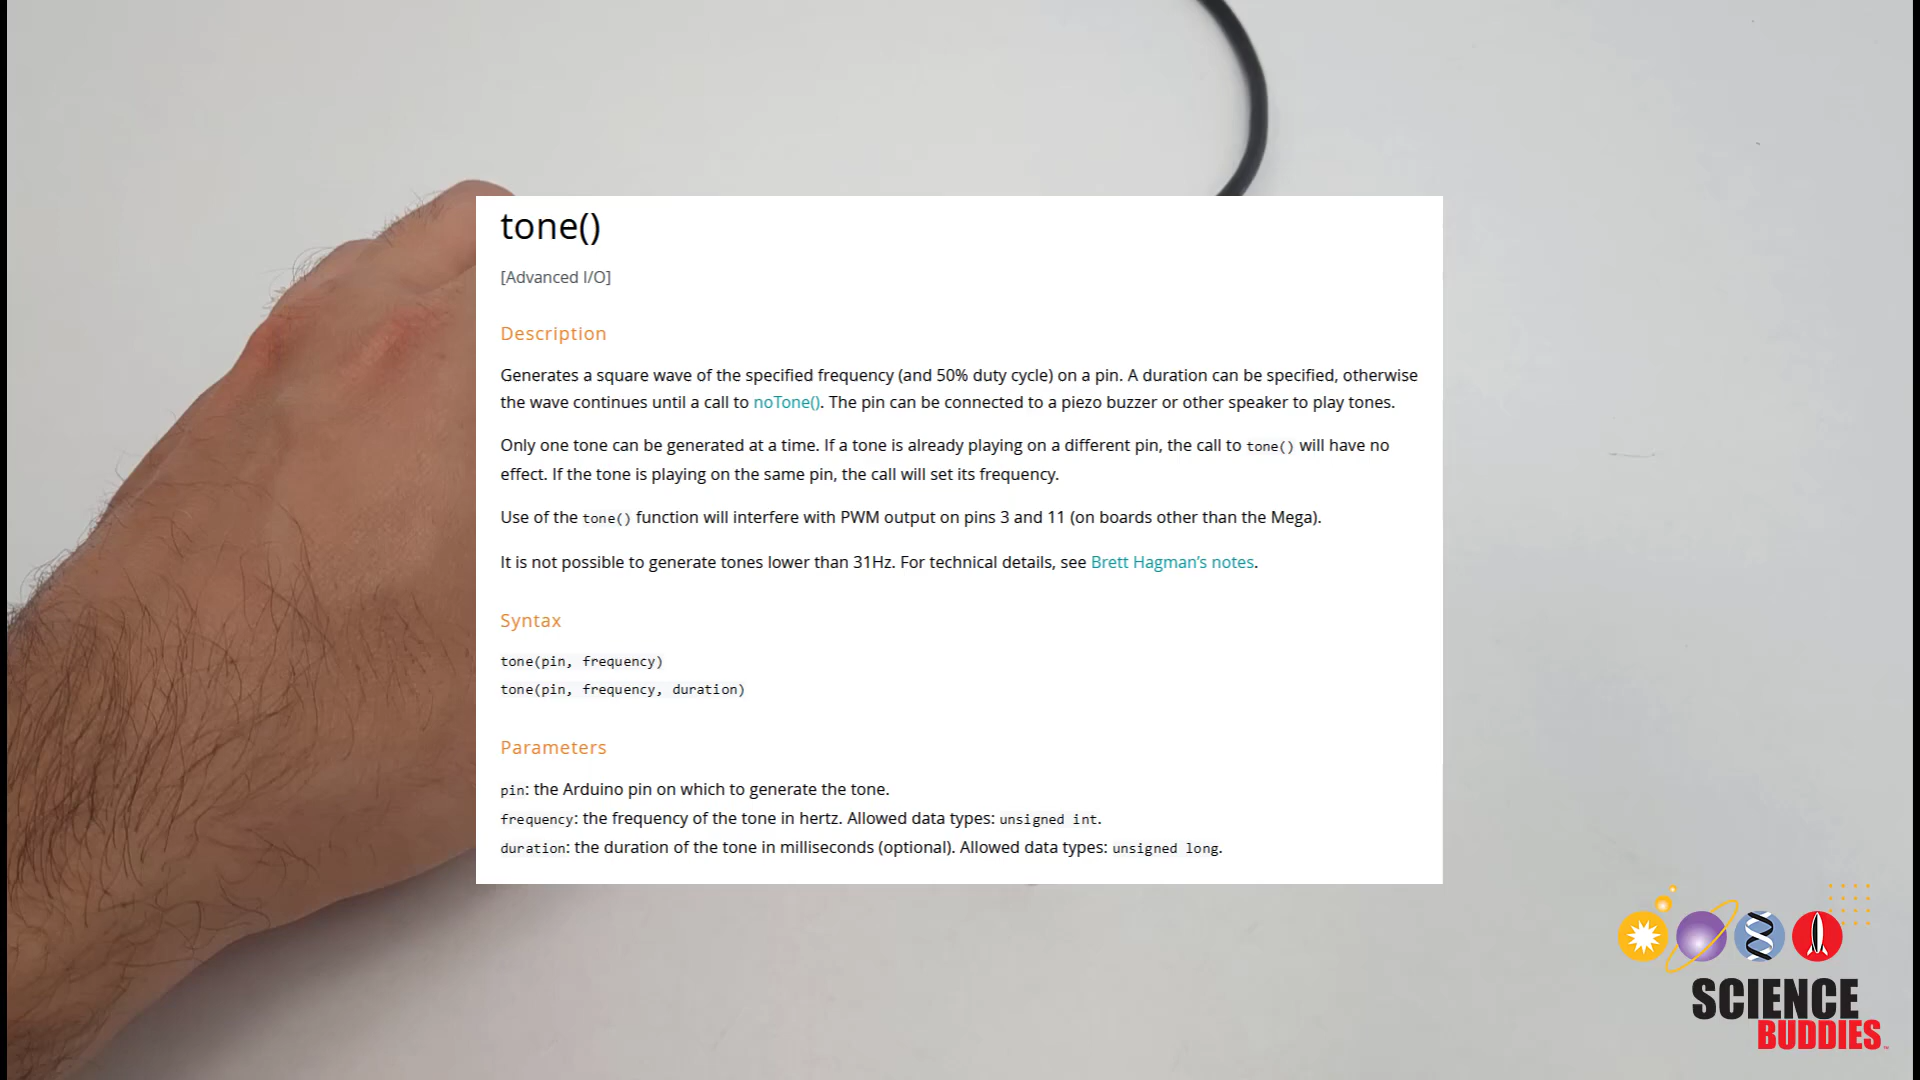 tone()
[Advanced I/O]
Description
Generates a square wave of the specified frequency (and 50% duty cycle) on a pin. A duration can be specified, otherwise
the wave continues until a call to noTone(). The pin can be connected to a piezo buzzer or other speaker to play tones.
Only one tone can be generated at a time. If a tone is already playing on a different pin, the call to tone() will have no
effect. If the tone is playing on the same pin, the call will set its frequency.
Use of the tone() function will interfere with PWM output on pins 3 and 11 (on boards other than the Mega).
It is not possible to generate tones lower than 31Hz. For technical details, see Brett Hagman’s notes.
Syntax
tone(pin, frequency)
tone(pin, frequency, duration)
Parameters
pin: the Arduino pin on which to generate the tone.
frequency: the frequency of the tone in hertz. Allowed data types: unsigned int.
duration: the duration of the tone in milliseconds (optional). Allowed data types: unsigned long.
SCIENCE
BUDDIES